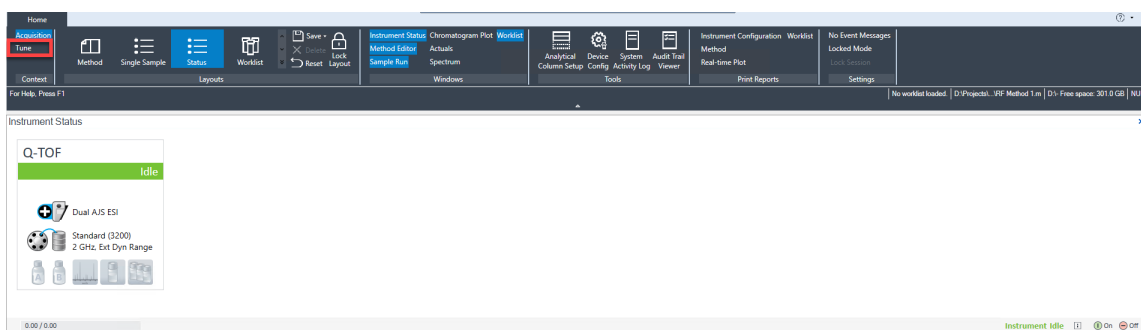 Home
Acquisition
Tune
Context
Method
Single Sample
Status
Worklist
Save
Delete
Reset
Lock Layout
Layouts
Instrument Status Chromatogram Plot Worklist
Method Editor Actuals
Sample Run Spectrum
Windows
Analytical Column Setup
Device Config
System Activity Log
Audit Trail Viewer
Tools
Instrument Configuration Worklist
Method
Real-time Plot
Print Reports
No Event Messages
Locked Mode
Lock Session
Settings
For Help, Press F1
No worklist loaded. D:\Projects\...\RF Method 1.m D:\- Free space: 301.0 GB NU
Instrument Status
Q-TOF
Idle
Dual AJS ESI
Standard (3200)
2 GHz, Ext Dyn Range
A B
0.00 / 0.00
Instrument Idle On Off